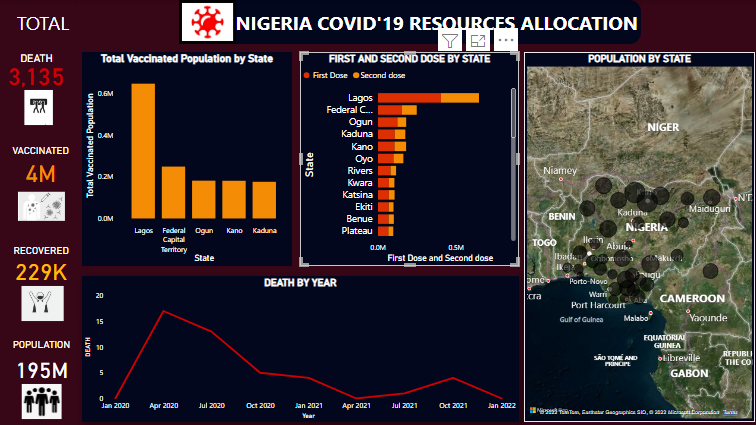 TOTAL
NIGERIA COVID'19 RESOURCES ALLOCATION
DEATH
3,135
VACCINATED
4M
RECOVERED
229K
POPULATION
195M
Total Vaccinated Population by State
Total Vaccinated Population
0.6M
0.4M
0.2M
0.0M
Lagos
Federal Capital Territory
Ogun
Kano
Kaduna
State
FIRST AND SECOND DOSE BY STATE
First Dose
Second dose
State
Lagos
Federal C...
Ogun
Kaduna
Kano
Oyo
Rivers
Kwara
Katsina
Ekiti
Benue
Plateau
0.0M
0.5M
First Dose and Second dose
DEATH BY YEAR
DEATH
20
15
10
5
0
Jan 2020
Apr 2020
Jul 2020
Oct 2020
Jan 2021
Apr 2021
Jul 2021
Oct 2021
Jan 2022
Year
POPULATION BY STATE
NIGER
Niamey
BENIN
TOGO
Kaduna
Maiduguri
NIGERIA
Abuja
Porto-Novo
Warri
Port Harcourt
CAMEROON
Gulf of Guinea
Malabo
Yaounde
EQUATORIAL GUINEA
SÃO TOMÉ AND PRÍNCIPE
Libreville
GABON
© 2022 TomTom, Earthstar Geographics SIO, © 2022 Microsoft Corporation Terms